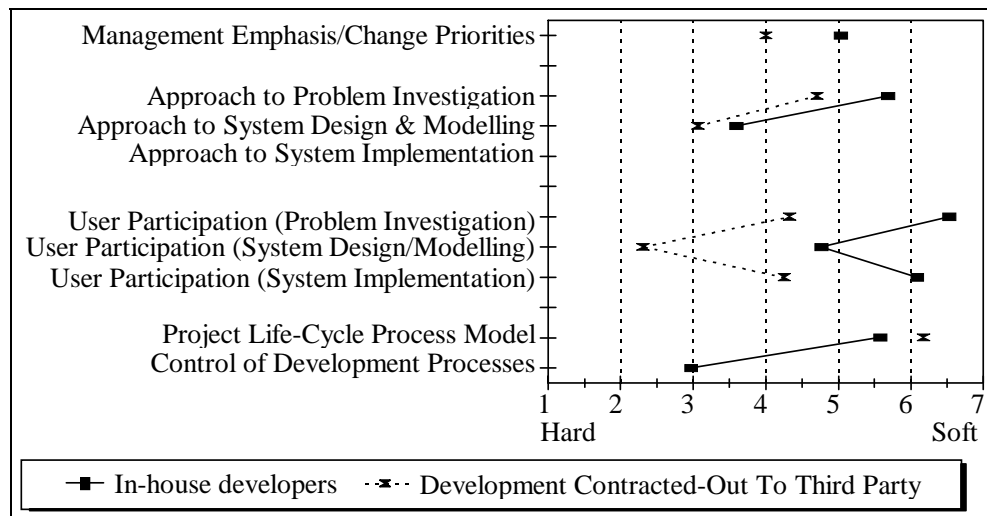 Management Emphasis/Change Priorities
Approach to Problem Investigation
Approach to System Design & Modelling
Approach to System Implementation
User Participation (Problem Investigation)
User Participation (System Design/Modelling)
User Participation (System Implementation)
Project Life-Cycle Process Model
Control of Development Processes
1 2 3 4 5 6 7
Hard Soft
In-house developers Development Contracted-Out To Third Party